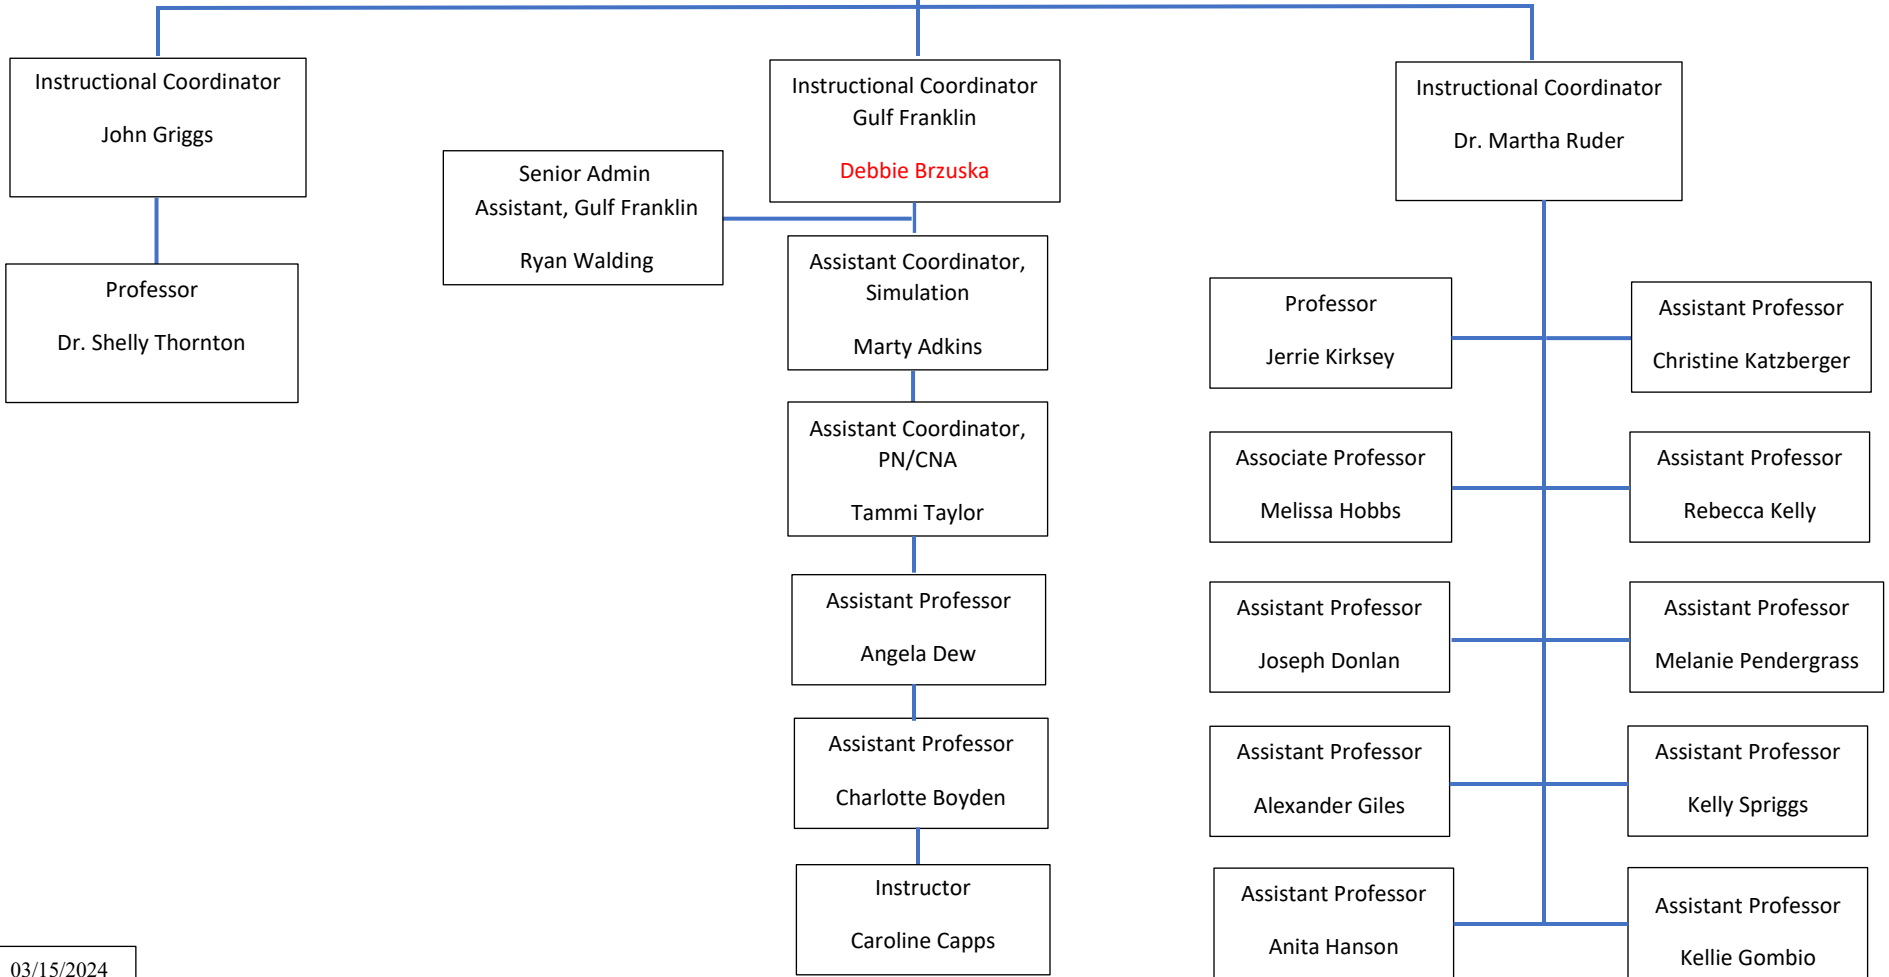 Instructional Coordinator
John Griggs
Professor
Dr. Shelly Thornton
Instructional Coordinator
Gulf Franklin
Debbie Brzuska
Senior Admin
Assistant, Gulf Franklin
Ryan Walding
Assistant Coordinator,
Simulation
Marty Adkins
Assistant Coordinator,
PN/CNA
Tammi Taylor
Assistant Professor
Angela Dew
Assistant Professor
Charlotte Boyden
Instructor
Caroline Capps
Instructional Coordinator
Dr. Martha Ruder
Professor
Jerrie Kirksey
Assistant Professor
Christine Katzberger
Associate Professor
Melissa Hobbs
Assistant Professor
Rebecca Kelly
Assistant Professor
Joseph Donlan
Assistant Professor
Melanie Pendergrass
Assistant Professor
Alexander Giles
Assistant Professor
Kelly Spriggs
Assistant Professor
Anita Hanson
Assistant Professor
Kellie Gombio
03/15/2024